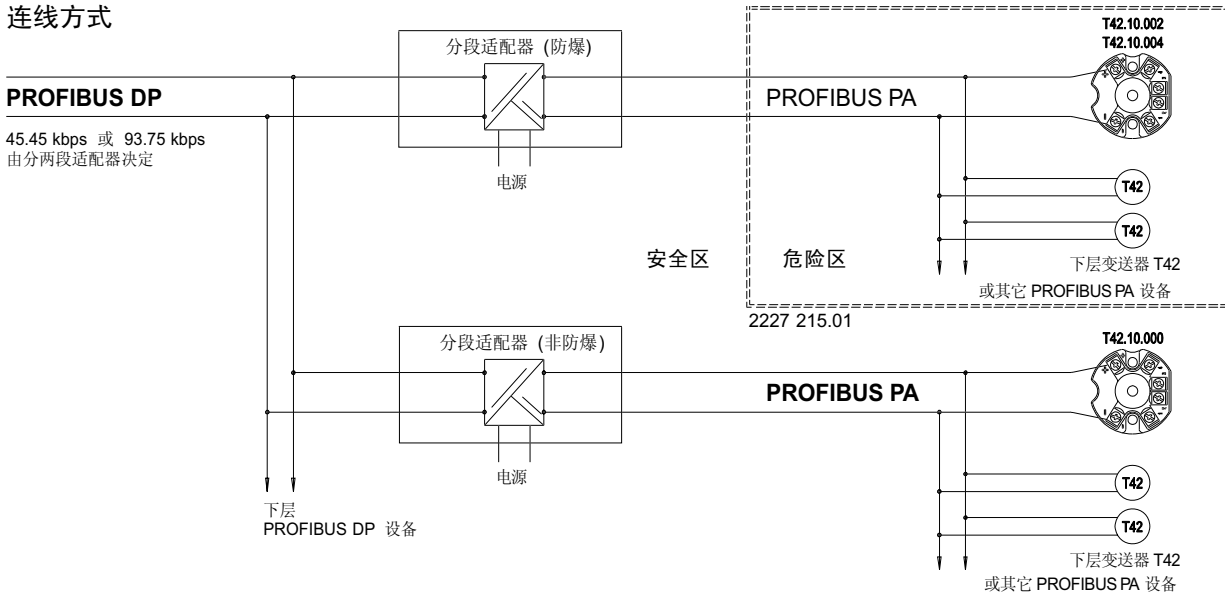 连线方式
分段适配器 (防爆)
T42.10.002
T42.10.004
PROFIBUS DP
PROFIBUS PA
45.45 kbps 或 93.75 kbps
由分两段适配器决定
电源
T42
T42
安全区
危险区
下层变送器 T42
或其它 PROFIBUS PA 设备
2227 215.01
分段适配器 (非防爆)
T42.10.000
PROFIBUS PA
电源
T42
T42
下层
PROFIBUS DP 设备
下层变送器 T42
或其它 PROFIBUS PA 设备